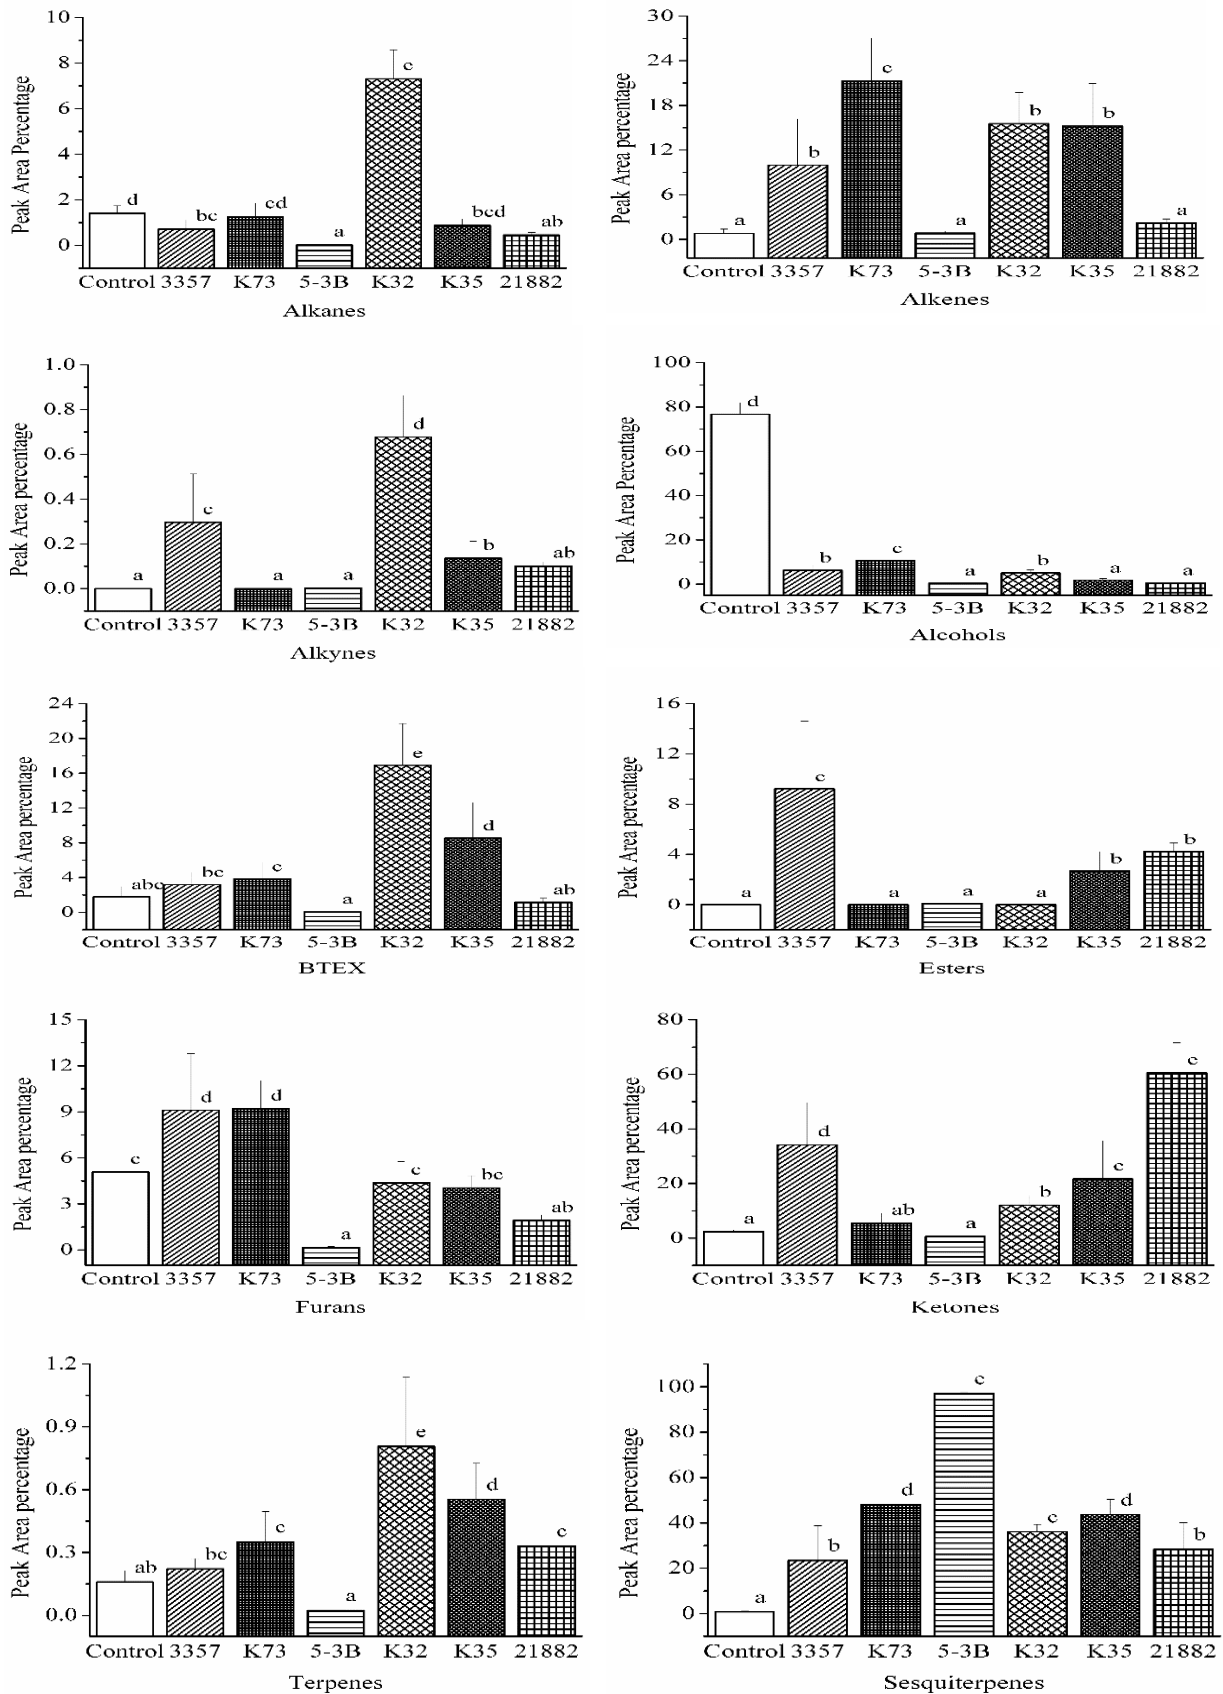 Peak Area Percentage
10
8
6
4
2
0
d
bc
cd
a
e
bcd
ab
Control 3357 K73 5-3B K32 K35 21882
Alkanes
Peak Area percentage
30
24
18
12
6
0
a
b
c
a
b
b
a
Control 3357 K73 5-3B K32 K35 21882
Alkenes
Peak Area percentage
1.0
0.8
0.6
0.4
0.2
0.0
a
c
a
a
d
b
ab
Control 3357 K73 5-3B K32 K35 21882
Alkynes
Peak Area Percentage
100
80
60
40
20
0
d
b
c
a
b
a
a
Control 3357 K73 5-3B K32 K35 21882
Alcohols
Peak Area percentage
24
20
16
12
8
4
0
abc
bc
c
a
e
d
ab
Control 3357 K73 5-3B K32 K35 21882
BTEX
Peak Area percentage
16
12
8
4
0
a
c
a
a
a
b
b
Control 3357 K73 5-3B K32 K35 21882
Esters
Peak Area percentage
15
12
9
6
3
0
c
d
d
a
c
bc
ab
Control 3357 K73 5-3B K32 K35 21882
Furans
Peak Area percentage
80
60
40
20
0
a
d
ab
a
b
c
e
Control 3357 K73 5-3B K32 K35 21882
Ketones
Peak Area percentage
1.2
0.9
0.6
0.3
0.0
ab
bc
c
a
e
d
c
Control 3357 K73 5-3B K32 K35 21882
Terpenes
Peak Area percentage
100
80
60
40
20
0
a
b
d
e
c
d
b
Control 3357 K73 5-3B K32 K35 21882
Sesquiterpenes